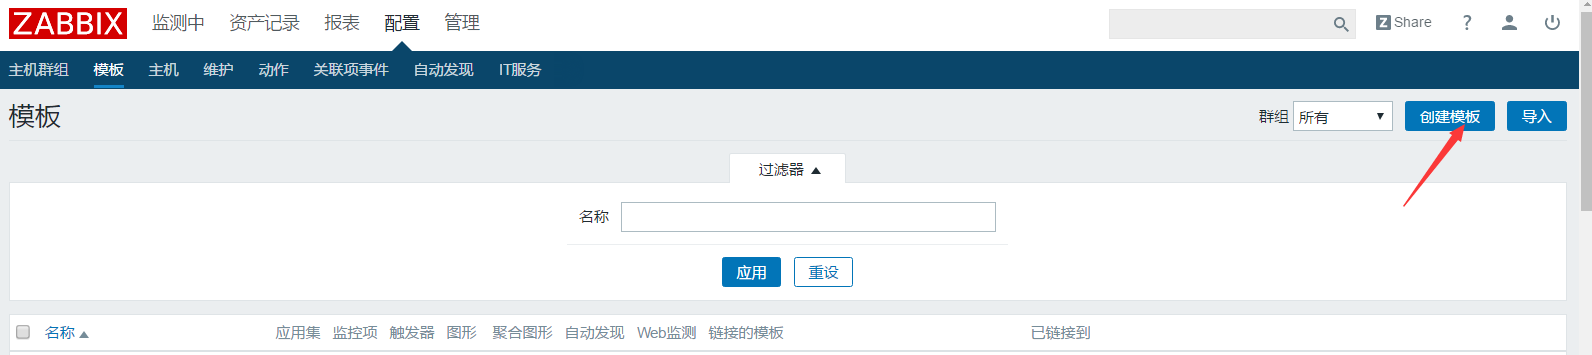 ZABBIX 监测中 资产记录 报表 配置 管理 Z Share ?
主机群组 模板 主机 维护 动作 关联项事件 自动发现 IT服务
模板 群组 所有 创建模板 导入
过滤器
名称
应用 重设
名称 应用集 监控项 触发器 图形 聚合图形 自动发现 Web监测 链接的模板 已链接到